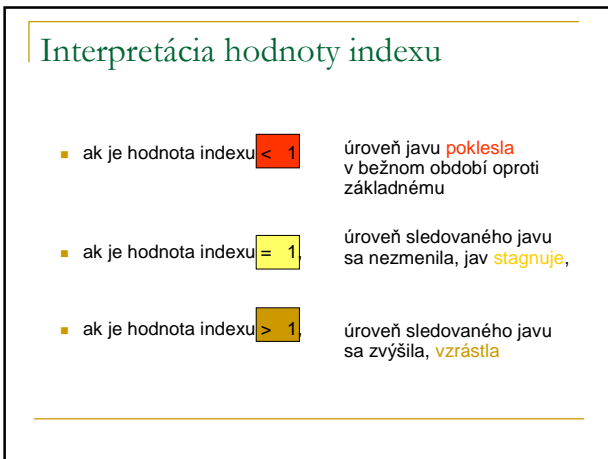 Interpretácia hodnoty indexu
ak je hodnota indexu < 1
úroveň javu poklesla
v bežnom období oproti
základnému
ak je hodnota indexu = 1,
úroveň sledovaného javu
sa nezmenila, jav stagnuje,
ak je hodnota indexu > 1,
úroveň sledovaného javu
sa zvýšila, vzrástla